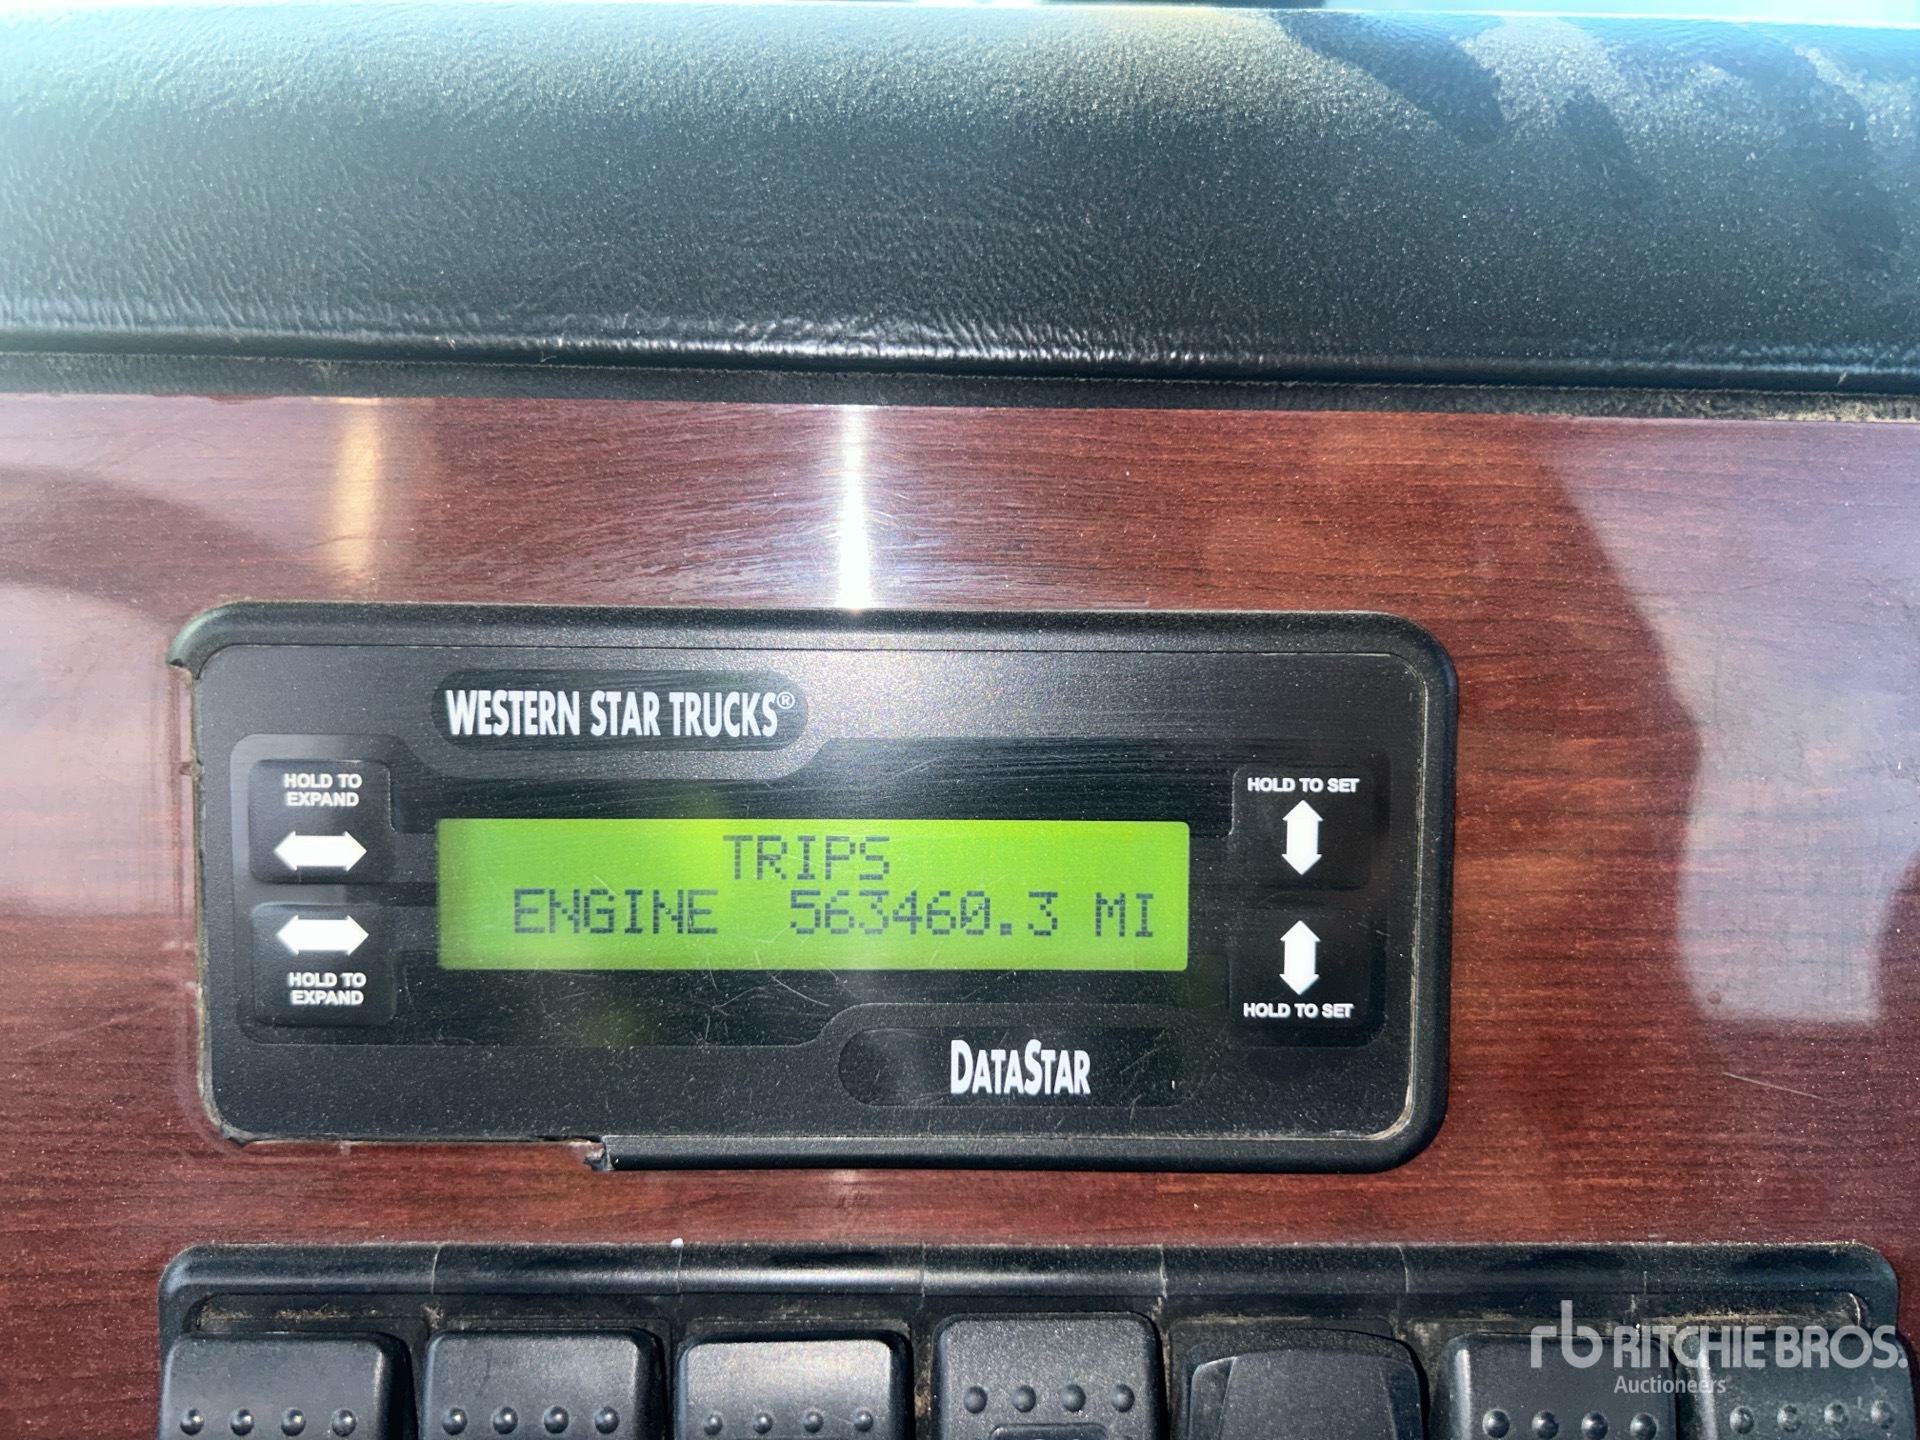 WESTERN STAR TRUCKS®
HOLD TO
EXPAND
HOLD TO SET
TRIPS
ENGINE 563460.3 MI
HOLD TO
EXPAND
HOLD TO SET
DATASTAR
rb RITCHIE BROS.
Auctioneers